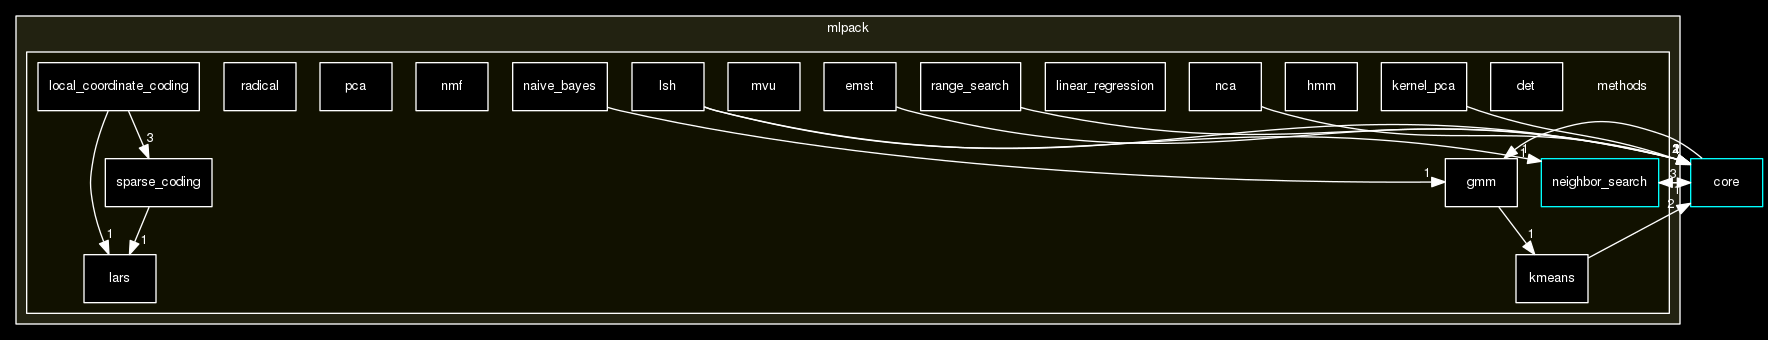 mlpack
local_coordinate_coding
radical
pca
nmf
naive_bayes
lsh
mvu
emst
range_search
linear_regression
nca
hmm
kernel_pca
det
methods
3
1
sparse_coding
1
gmm
1
neighbor_search
3
1
2
core
1
1
1
lars
kmeans